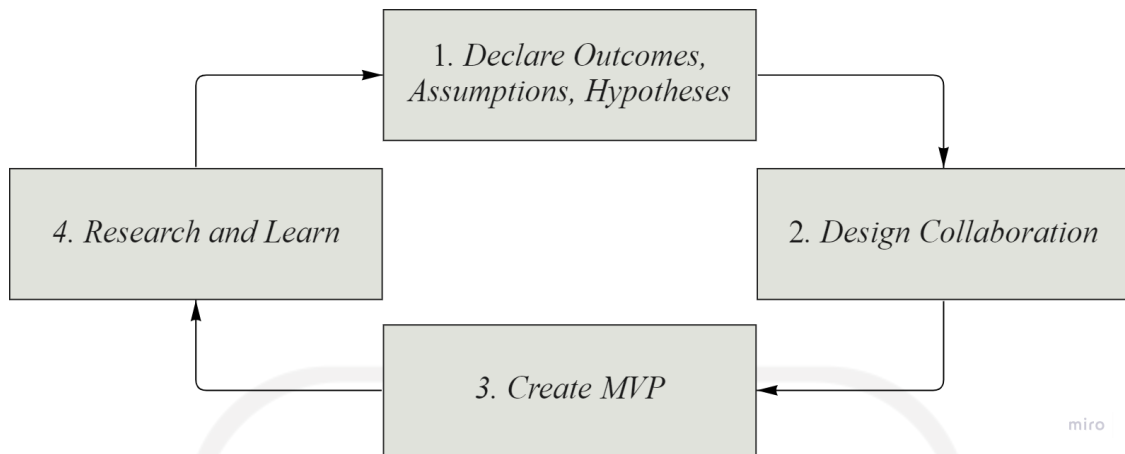 1. Declare Outcomes,
Assumptions, Hypotheses
4. Research and Learn
2. Design Collaboration
3. Create MVP
miro